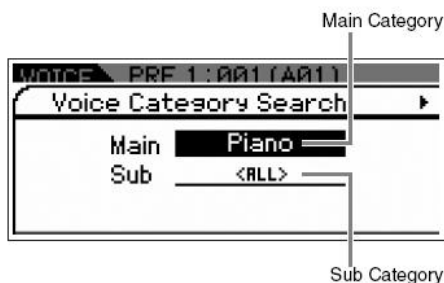 Main Category
VOICE PRE 1:001(A01)
Voice Category Search
Main Piano
Sub <ALL>
Sub Category